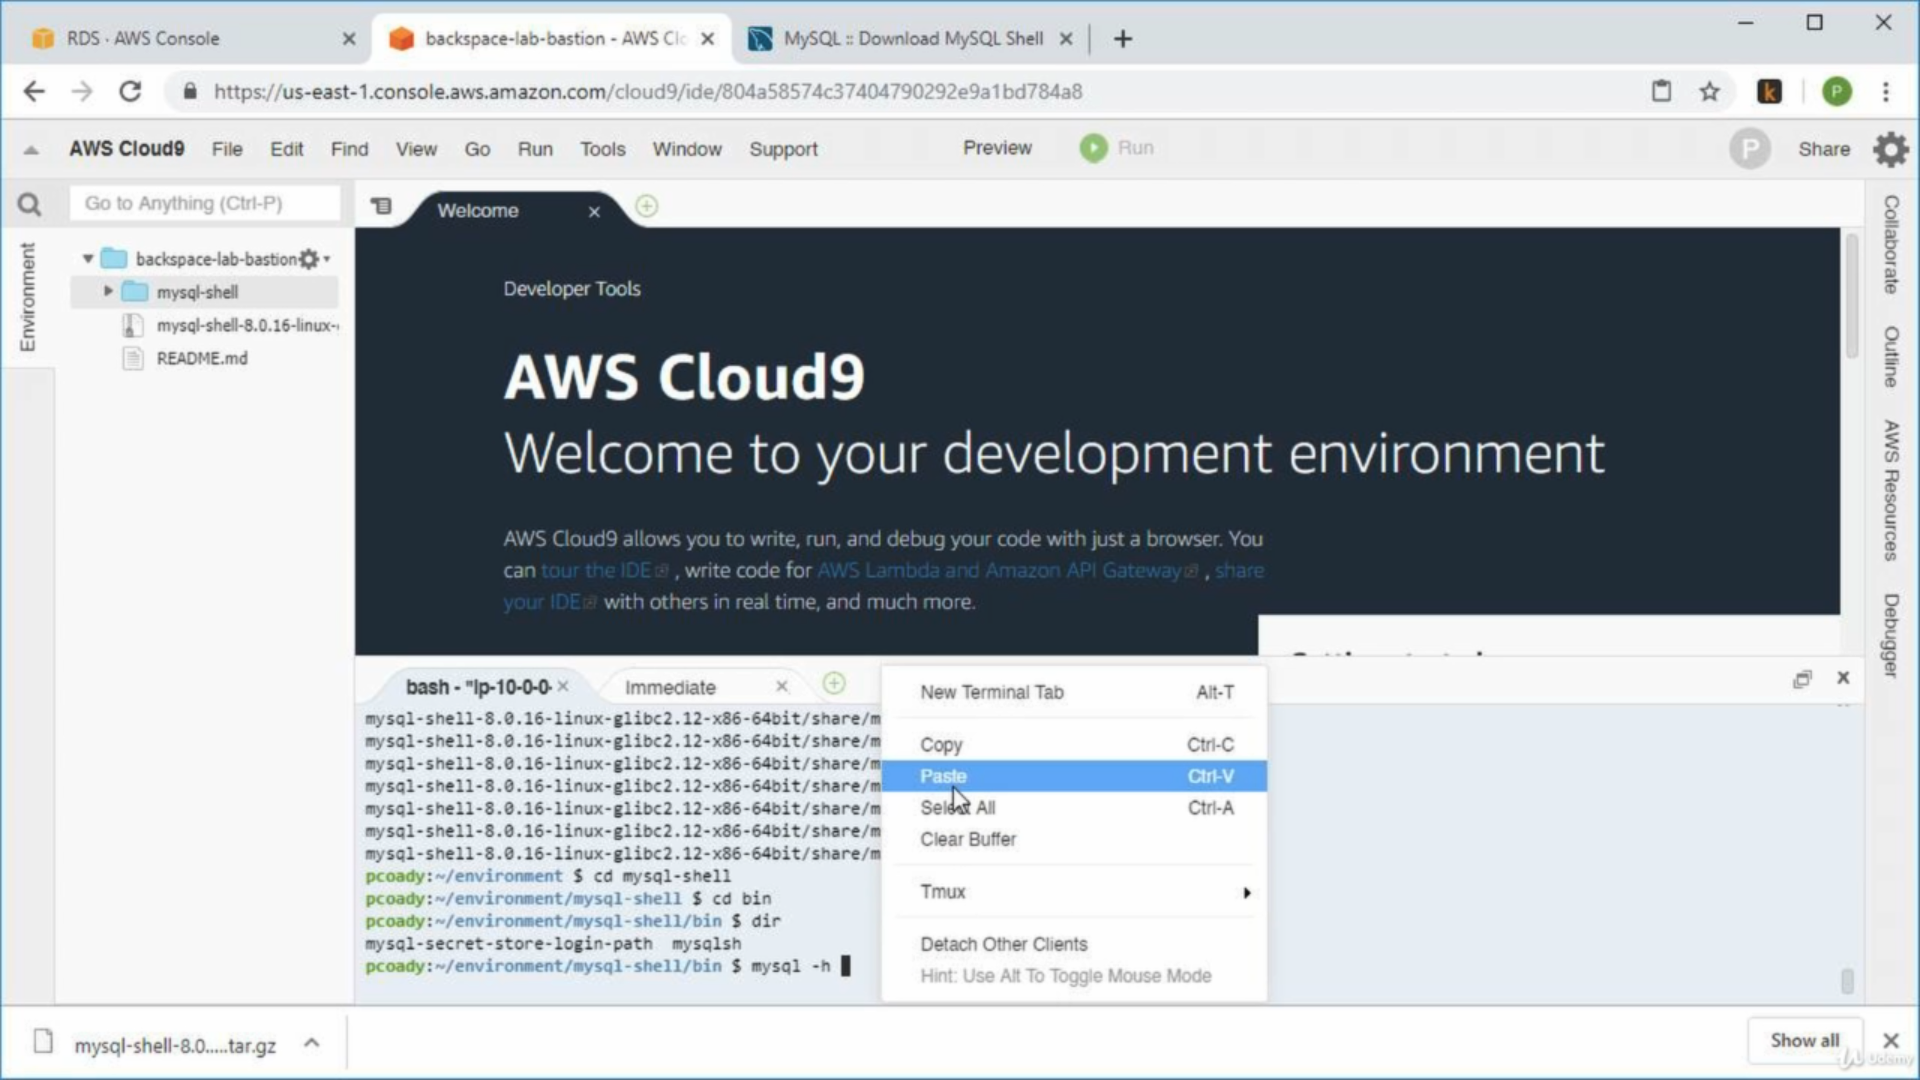 RDS · AWS Console
backspace-lab-bastion - AWS Clo
MySQL :: Download MySQL Shell
https://us-east-1.console.aws.amazon.com/cloud9/ide/804a58574c37404790292e9a1bd784a8
k
P
AWS Cloud9 File Edit Find View Go Run Tools Window Support Preview Run
P
Share
Go to Anything (Ctrl-P)
Welcome
Environment
backspace-lab-bastion
mysql-shell
mysql-shell-8.0.16-linux-
README.md
Developer Tools
AWS Cloud9
Welcome to your development environment
AWS Cloud9 allows you to write, run, and debug your code with just a browser. You
can tour the IDE , write code for AWS Lambda and Amazon API Gateway , share
your IDE with others in real time, and much more.
Collaborate
Outline
AWS Resources
Debugger
bash - "ip-10-0-0-
Immediate
mysql-shell-8.0.16-linux-glibc2.12-x86-64bit/share/m
mysql-shell-8.0.16-linux-glibc2.12-x86-64bit/share/m
mysql-shell-8.0.16-linux-glibc2.12-x86-64bit/share/m
mysql-shell-8.0.16-linux-glibc2.12-x86-64bit/share/m
mysql-shell-8.0.16-linux-glibc2.12-x86-64bit/share/m
mysql-shell-8.0.16-linux-glibc2.12-x86-64bit/share/m
mysql-shell-8.0.16-linux-glibc2.12-x86-64bit/share/m
pcoady:~/environment $ cd mysql-shell
pcoady:~/environment/mysql-shell $ cd bin
pcoady:~/environment/mysql-shell/bin $ dir
mysql-secret-store-login-path mysqlsh
pcoady:~/environment/mysql-shell/bin $ mysql -h
New Terminal Tab Alt-T
Copy Ctrl-C
Paste Ctrl-V
Select All Ctrl-A
Clear Buffer
Tmux
Detach Other Clients
Hint: Use Alt To Toggle Mouse Mode
mysql-shell-8.0.....tar.gz
Show all
Udemy